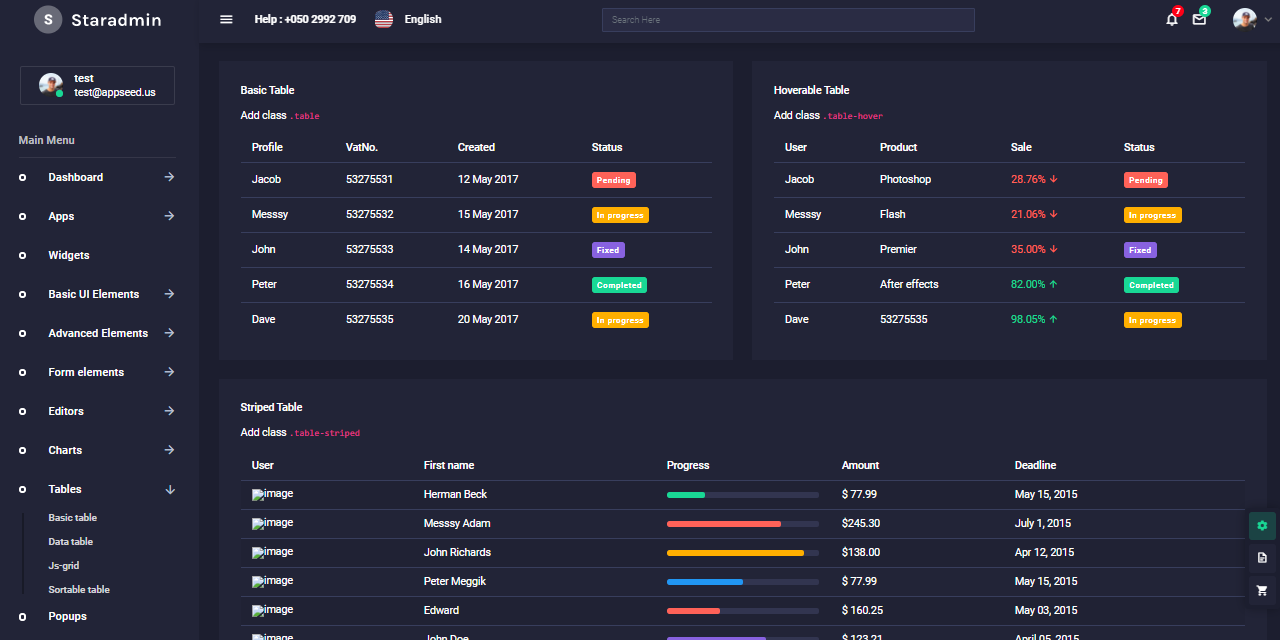 S Staradmin
Help : +050 2992 709
English
Search Here
7
3
test
test@appseed.us
Main Menu
Dashboard
Apps
Widgets
Basic UI Elements
Advanced Elements
Form elements
Editors
Charts
Tables
Basic table
Data table
Js-grid
Sortable table
Popups
Basic Table
Add class .table
Profile VatNo. Created Status
Jacob 53275531 12 May 2017 Pending
Messsy 53275532 15 May 2017 In progress
John 53275533 14 May 2017 Fixed
Peter 53275534 16 May 2017 Completed
Dave 53275535 20 May 2017 In progress
Hoverable Table
Add class .table-hover
User Product Sale Status
Jacob Photoshop 28.76% ↓ Pending
Messsy Flash 21.06% ↓ In progress
John Premier 35.00% ↓ Fixed
Peter After effects 82.00% ↑ Completed
Dave 53275535 98.05% ↑ In progress
Striped Table
Add class .table-striped
User First name Progress Amount Deadline
image Herman Beck $ 77.99 May 15, 2015
image Messsy Adam $245.30 July 1, 2015
image John Richards $138.00 Apr 12, 2015
image Peter Meggik $ 77.99 May 15, 2015
image Edward $ 160.25 May 03, 2015
image John Doe $ 123.21 April 05, 2015